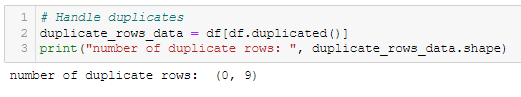 1 # Handle duplicates
2 duplicate_rows_data = df[df.duplicated()]
3 print("number of duplicate rows: ", duplicate_rows_data.shape)
number of duplicate rows:  (0, 9)